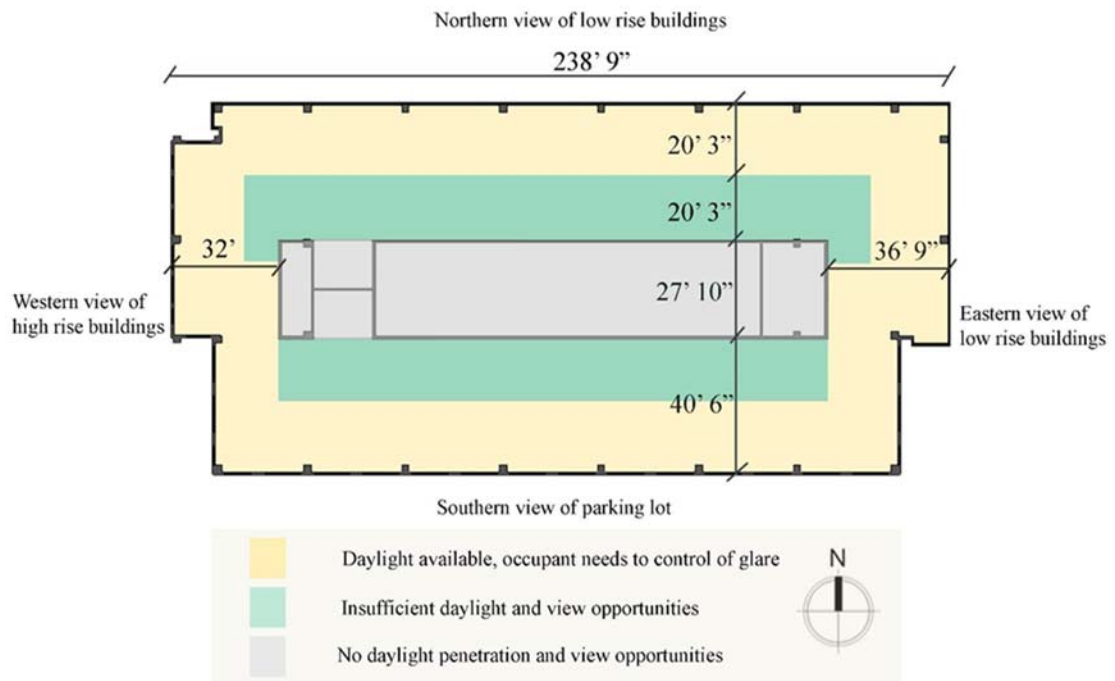 Northern view of low rise buildings
238’ 9”
20’ 3”
20’ 3”
32’
36’ 9”
27’ 10”
Western view of
high rise buildings
Eastern view of
low rise buildings
40’ 6”
Southern view of parking lot
Daylight available, occupant needs to control of glare
N
Insufficient daylight and view opportunities
No daylight penetration and view opportunities